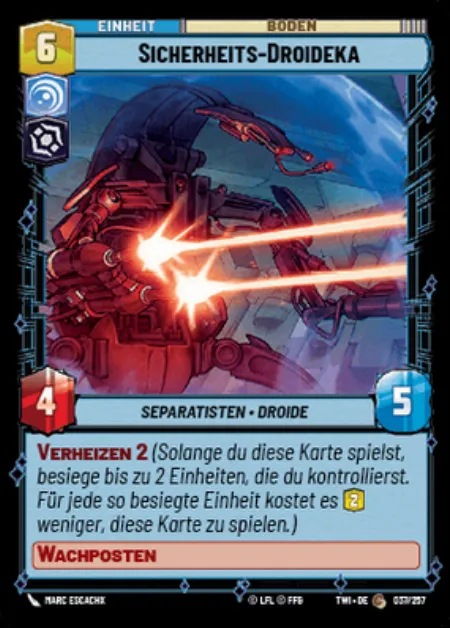 EINHEIT BODEN
6 SICHERHEITS-DROIDEKA
4 SEPARATISTEN • DROIDE 5
VERHEIZEN 2 (Solange du diese Karte spielst,
besiege bis zu 2 Einheiten, die du kontrollierst.
Für jede so besiegte Einheit kostet es 2
weniger, diese Karte zu spielen.)
WACHPOSTEN
MARC ESCACHX © LFL © FFG TWI • DE 037/257